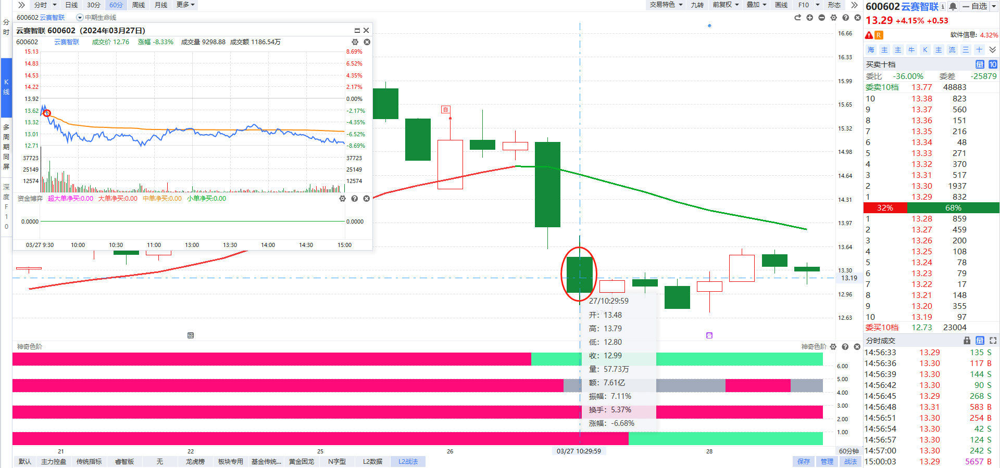 分时 日线 30分 60分 周线 月线 更多 交易特色 九转 前复权 叠加 画线 F10 形态
600602 云赛智联 中期生命线
云赛智联 600602（2024年03月27日）
600602 云赛智联 成交价 12.76 涨幅 -8.33% 成交量 9298.88 成交额 1186.54万
15.13 8.69%
14.83 6.52%
14.53 4.35%
14.22 2.17%
13.92 0.00%
13.62 -2.17%
13.32 -4.35%
13.01 -6.52%
12.71 -8.69%
37723 37723
25149 25149
12574 12574
资金博弈 超大单净买:0.00 大单净买:0.00 中单净买:0.00 小单净买:0.00
0.0000 0.0000
03/27 9:30 10:00 10:30 11:00 13:00 13:30 14:00 14:30 15:00
分时
K线
多周期同屏
深度F10
自
16.66
16.33
15.99
15.65
15.32
14.98
14.64
14.31
13.97
13.64
13.30
13.19
12.96
12.63
27/10:29:59
开：13.48
高：13.79
低：12.80
收：12.99
量：57.73万
额：7.61亿
振幅：7.11%
换手：5.37%
涨幅：-6.68%
神奇色阶 神奇色阶
6.00
5.00
4.00
3.00
2.00
1.00
21 22 25 26 03/27 10:29:59 28 60分钟
默认 主力控盘 传统指标 睿智版 无 龙虎榜 板块专用 基金传统... 黄金困龙 N字型 L2数据 L2战法 保存 管理 战法
600602 云赛智联 自选
13.29 +4.15% +0.53
R 软件信息: 4.32%
海 主 主 牛 K 主 流 三 十
买卖十档 量 10
委比 -36.00% 委差 -25879
委卖10档 13.77 48883
10 13.38 823
9 13.37 560
8 13.36 151
7 13.35 216
6 13.34 48
5 13.33 271
4 13.32 370
3 13.31 517
2 13.30 1937
1 13.29 832
32% 68%
1 13.28 859
2 13.27 459
3 13.26 200
4 13.25 108
5 13.24 78
6 13.23 79
7 13.22 17
8 13.21 148
9 13.20 355
10 13.19 97
委买10档 12.73 23004
分时成交 量
14:56:33 13.29 135 S
14:56:36 13.30 117 B
14:56:39 13.30 144 S
14:56:42 13.30 90 S
14:56:45 13.29 268 S
14:56:48 13.31 583 B
14:56:51 13.30 254 B
14:56:54 13.30 42 S
14:56:57 13.30 124 S
14:57:00 13.30 242 S
15:00:03 13.29 5657 B